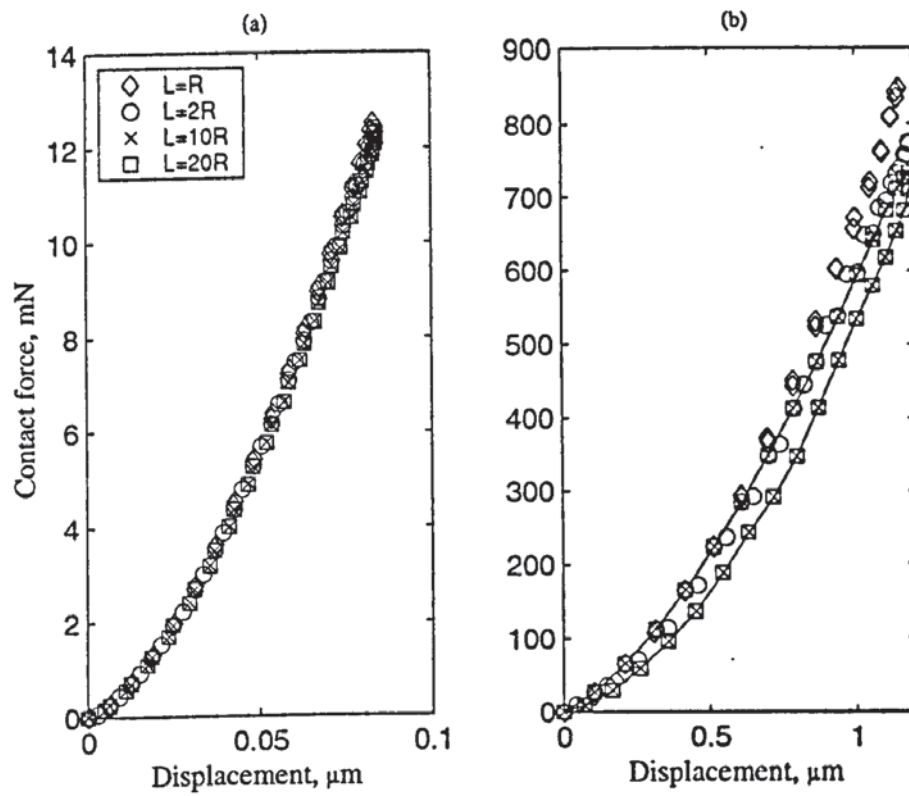 (a)
14
12
10
8
6
4
2
0
0
0.05
0.1
L=R
L=2R
L=10R
L=20R
Contact force, mN
Displacement, μm
(b)
900
800
700
600
500
400
300
200
100
0
0
0.5
1
Displacement, μm